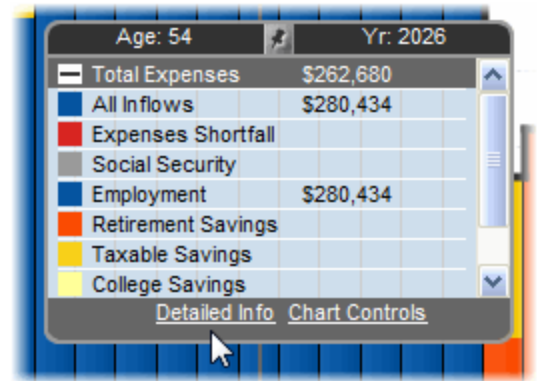 Age: 54 Yr: 2026
Total Expenses $262,680
All Inflows $280,434
Expenses Shortfall
Social Security
Employment $280,434
Retirement Savings
Taxable Savings
College Savings
Detailed Info Chart Controls